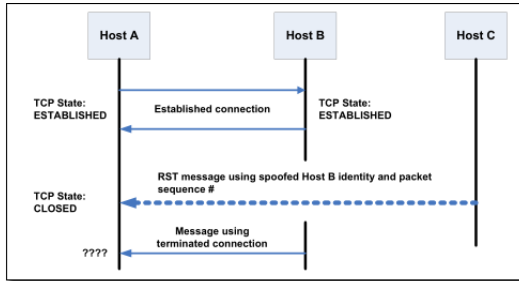 Host A
Host B
Host C
TCP State:
ESTABLISHED
Established connection
TCP State:
ESTABLISHED
RST message using spoofed Host B identity and packet
sequence #
TCP State:
CLOSED
Message using
terminated connection
????